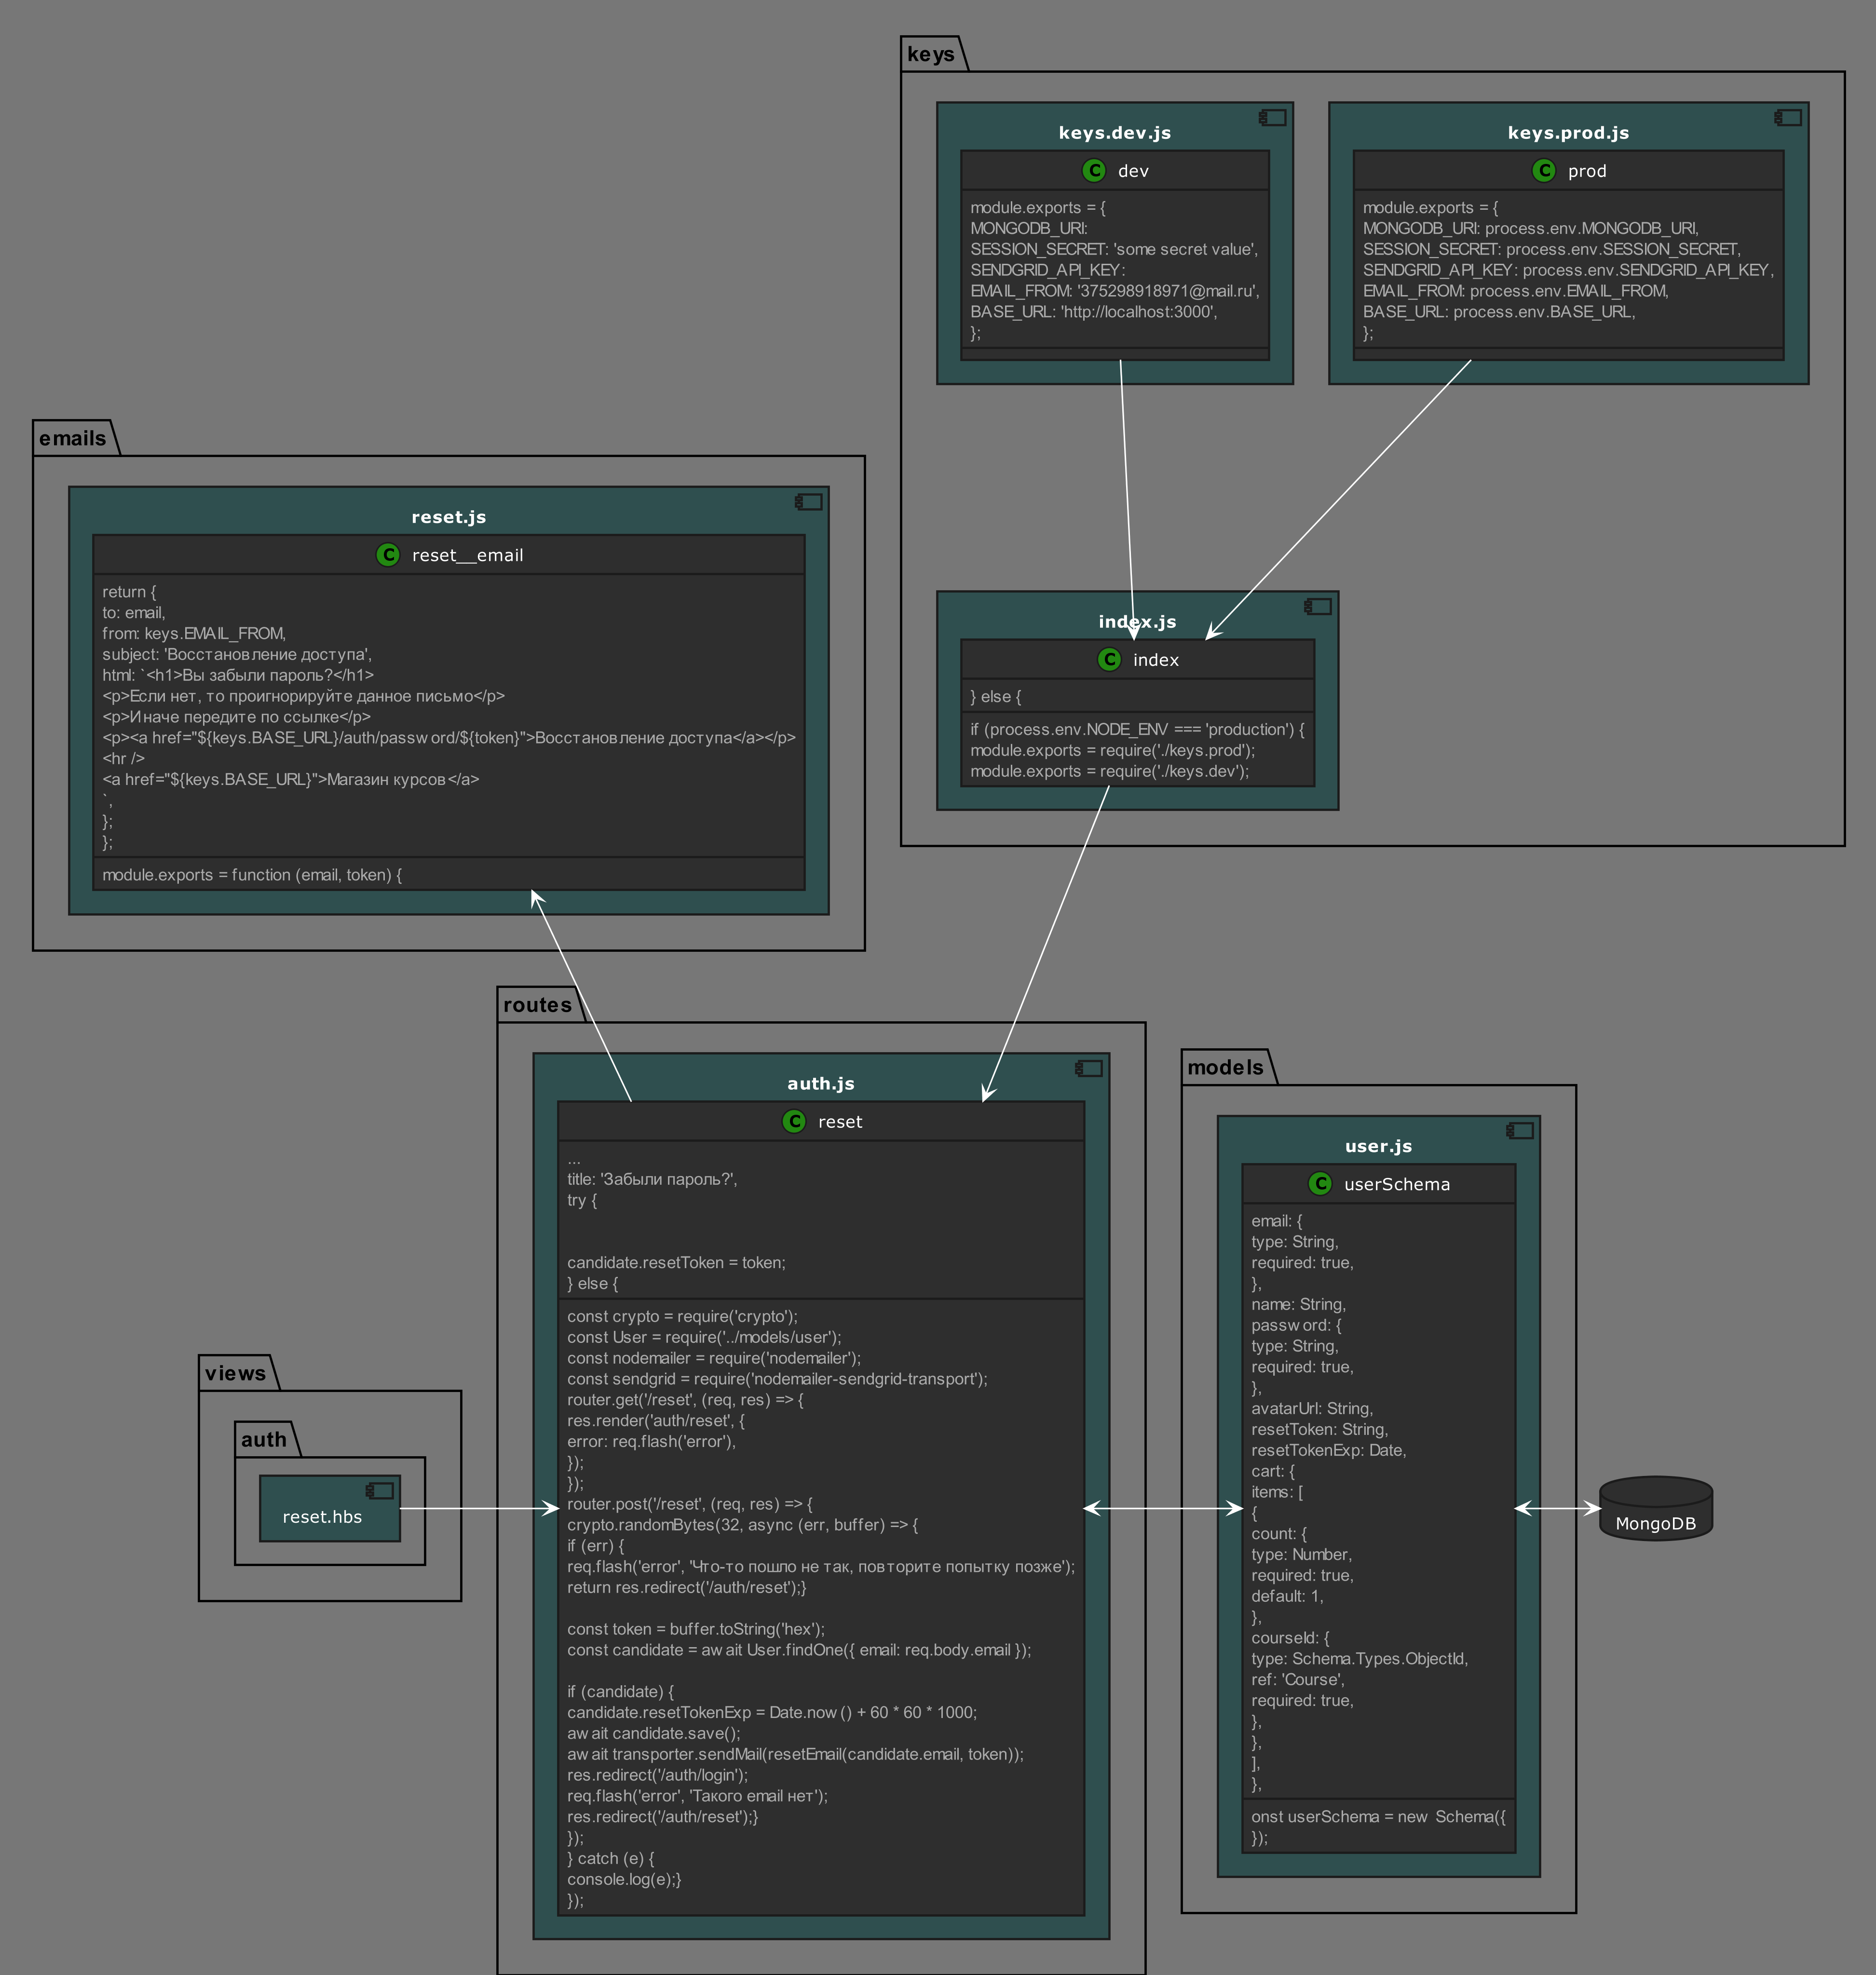 keys
keys.dev.js
dev
module.exports = {
MONGODB_URI:
SESSION_SECRET: 'some secret value',
SENDGRID_API_KEY:
EMAIL_FROM: '375298918971@mail.ru',
BASE_URL: 'http://localhost:3000',
};
keys.prod.js
prod
module.exports = {
MONGODB_URI: process.env.MONGODB_URI,
SESSION_SECRET: process.env.SESSION_SECRET,
SENDGRID_API_KEY: process.env.SENDGRID_API_KEY,
EMAIL_FROM: process.env.EMAIL_FROM,
BASE_URL: process.env.BASE_URL,
};
emails
reset.js
reset__email
return {
to: email,
from: keys.EMAIL_FROM,
subject: 'Восстановление доступа',
html: `<h1>Вы забыли пароль?</h1>
<p>Если нет, то проигнорируйте данное письмо</p>
<p>Иначе передите по ссылке</p>
<p><a href="${keys.BASE_URL}/auth/password/${token}">Восстановление доступа</a></p>
<hr />
<a href="${keys.BASE_URL}">Магазин курсов</a>
`,
};
};
module.exports = function (email, token) {
index.js
index
} else {
if (process.env.NODE_ENV === 'production') {
module.exports = require('./keys.prod');
module.exports = require('./keys.dev');
routes
auth.js
reset
...
title: 'Забыли пароль?',
try {
candidate.resetToken = token;
} else {
const crypto = require('crypto');
const User = require('../models/user');
const nodemailer = require('nodemailer');
const sendgrid = require('nodemailer-sendgrid-transport');
router.get('/reset', (req, res) => {
res.render('auth/reset', {
error: req.flash('error'),
});
});
router.post('/reset', (req, res) => {
crypto.randomBytes(32, async (err, buffer) => {
if (err) {
req.flash('error', 'Что-то пошло не так, повторите попытку позже');
return res.redirect('/auth/reset');}
const token = buffer.toString('hex');
const candidate = await User.findOne({ email: req.body.email });
if (candidate) {
candidate.resetTokenExp = Date.now() + 60 * 60 * 1000;
await candidate.save();
await transporter.sendMail(resetEmail(candidate.email, token));
res.redirect('/auth/login');
req.flash('error', 'Такого email нет');
res.redirect('/auth/reset');}
});
} catch (e) {
console.log(e);}
});
models
user.js
userSchema
email: {
type: String,
required: true,
},
name: String,
password: {
type: String,
required: true,
},
avatarUrl: String,
resetToken: String,
resetTokenExp: Date,
cart: {
items: [
{
count: {
type: Number,
required: true,
default: 1,
},
courseId: {
type: Schema.Types.ObjectId,
ref: 'Course',
required: true,
},
},
],
},
onst userSchema = new Schema({
});
views
auth
reset.hbs
MongoDB